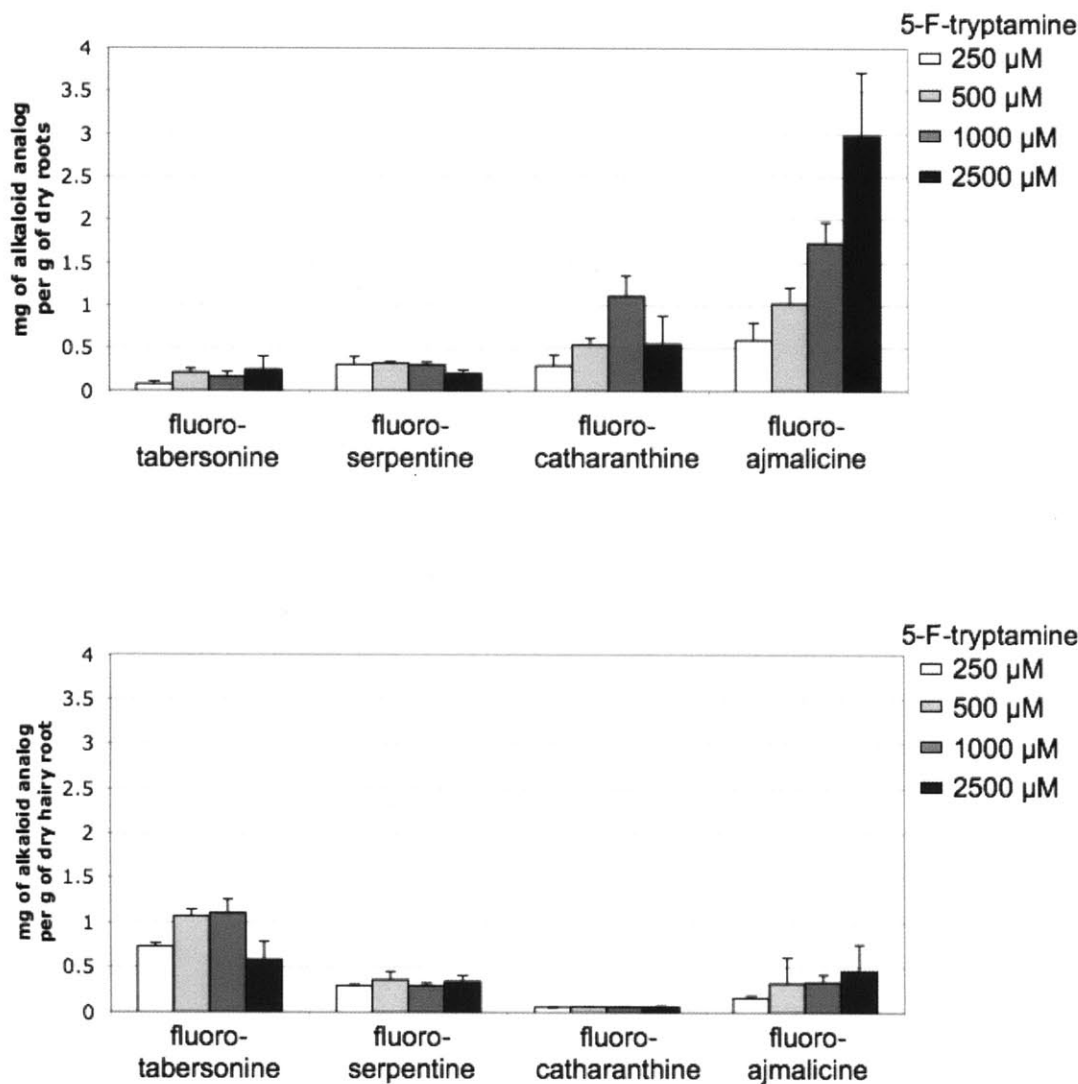 5-F-tryptamine
250 µM
500 µM
1000 µM
2500 µM
mg of alkaloid analog
per g of dry roots
4
3.5
3
2.5
2
1.5
1
0.5
0
fluoro-
tabersonine
fluoro-
serpentine
fluoro-
catharanthine
fluoro-
ajmalicine
5-F-tryptamine
250 µM
500 µM
1000 µM
2500 µM
mg of alkaloid analog
per g of dry hairy root
4
3.5
3
2.5
2
1.5
1
0.5
0
fluoro-
tabersonine
fluoro-
serpentine
fluoro-
catharanthine
fluoro-
ajmalicine